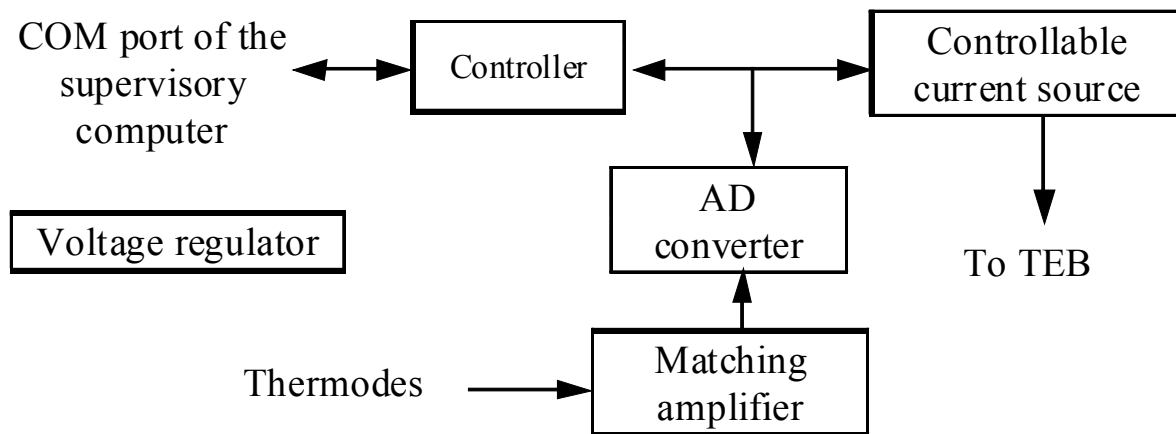 COM port of the
supervisory
computer
Controller
Controllable
current source
AD
converter
Voltage regulator
To TEB
Thermodes
Matching
amplifier